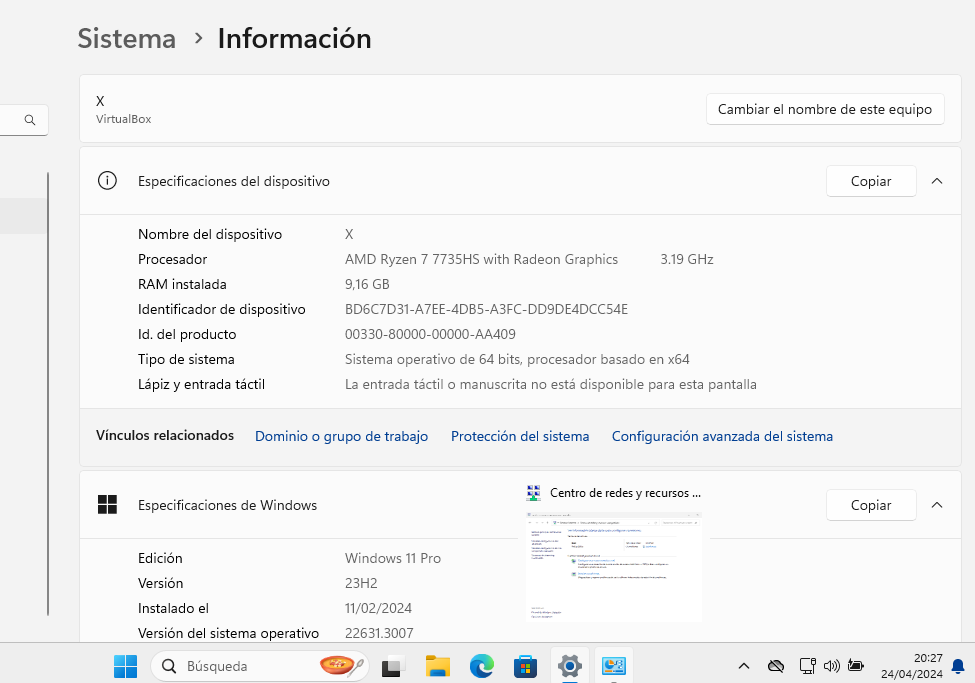 Sistema > Información
X
VirtualBox
Cambiar el nombre de este equipo
Especificaciones del dispositivo
Copiar
Nombre del dispositivo X
Procesador AMD Ryzen 7 7735HS with Radeon Graphics 3.19 GHz
RAM instalada 9,16 GB
Identificador de dispositivo BD6C7D31-A7EE-4DB5-A3FC-DD9DE4DCC54E
Id. del producto 00330-80000-00000-AA409
Tipo de sistema Sistema operativo de 64 bits, procesador basado en x64
Lápiz y entrada táctil La entrada táctil o manuscrita no está disponible para esta pantalla
Vínculos relacionados Dominio o grupo de trabajo Protección del sistema Configuración avanzada del sistema
Centro de redes y recursos ...
Especificaciones de Windows
Copiar
Edición Windows 11 Pro
Versión 23H2
Instalado el 11/02/2024
Versión del sistema operativo 22631.3007
Búsqueda
20:27
24/04/2024